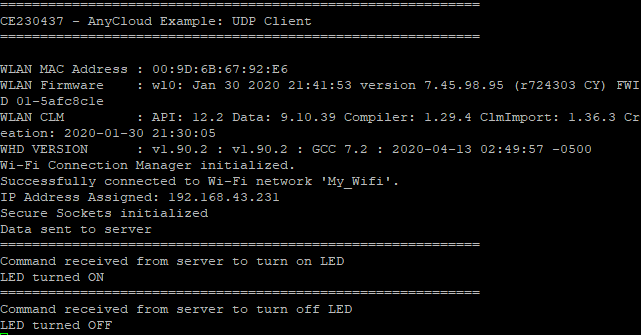 ============================================================
CE230437 - AnyCloud Example: UDP Client
============================================================
WLAN MAC Address : 00:9D:6B:67:92:E6
WLAN Firmware    : wl0: Jan 30 2020 21:41:53 version 7.45.98.95 (r724303 CY) FWI
D 01-5afc8c1e
WLAN CLM         : API: 12.2 Data: 9.10.39 Compiler: 1.29.4 ClmImport: 1.36.3 Cr
eation: 2020-01-30 21:30:05
WHD VERSION      : v1.90.2 : v1.90.2 : GCC 7.2 : 2020-04-13 02:49:57 -0500
Wi-Fi Connection Manager initialized.
Successfully connected to Wi-Fi network 'My_Wifi'.
IP Address Assigned: 192.168.43.231
Secure Sockets initialized
Data sent to server
============================================================
Command received from server to turn on LED
LED turned ON
============================================================
Command received from server to turn off LED
LED turned OFF